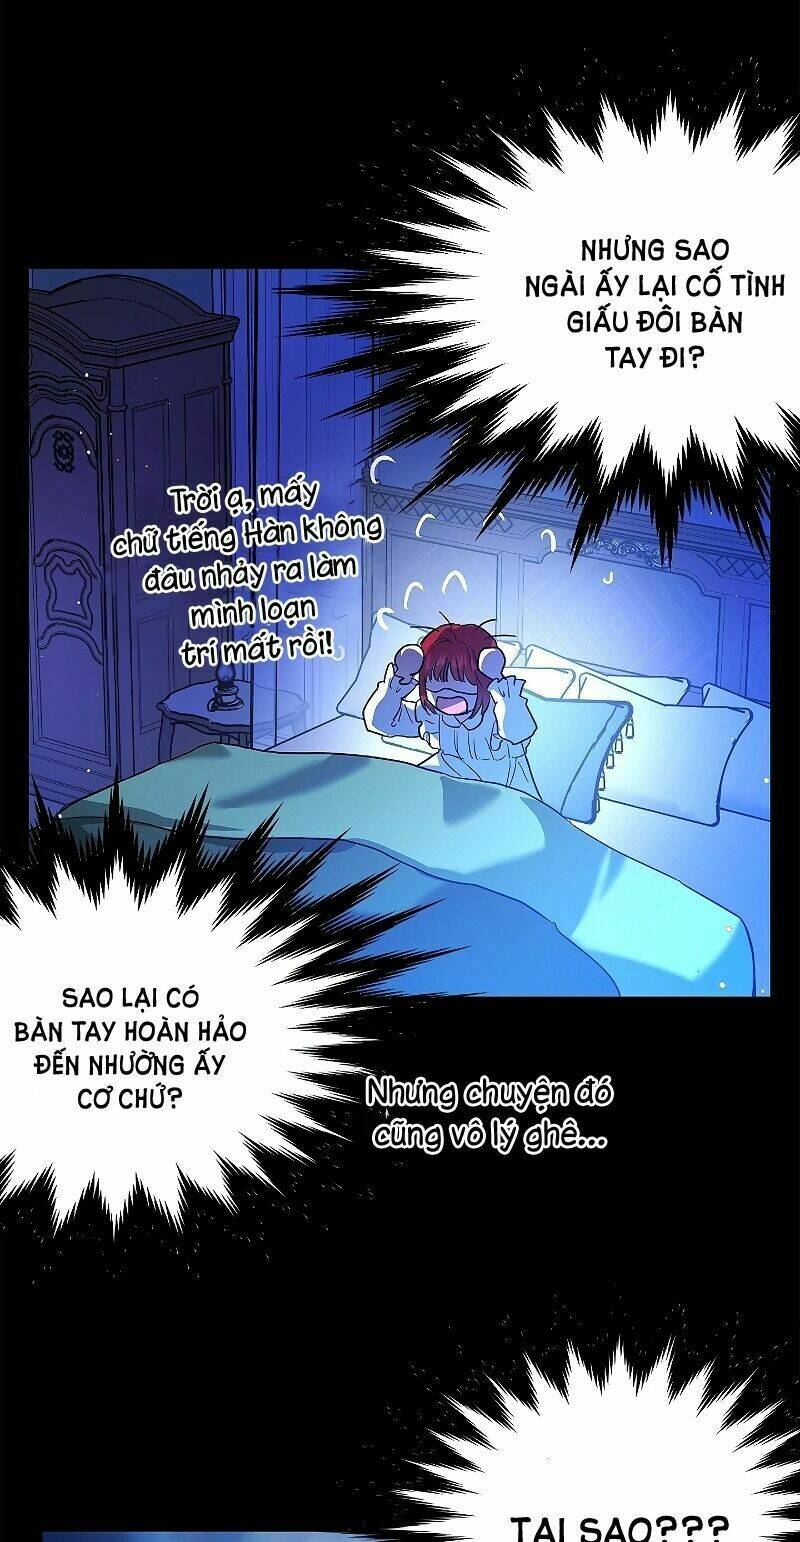 NHƯNG SAO
NGÀI ẤY LẠI CỐ TÌNH
GIẤU ĐÔI BÀN
TAY ĐI?
Trời ạ, mấy
chữ tiếng Hàn không
đâu nhảy ra làm
mình loạn
trí mất rồi!
SAO LẠI CÓ
BÀN TAY HOÀN HẢO
ĐẾN NHƯỜNG ẤY
CƠ CHỨ?
Nhưng chuyện đó
cũng vô lý ghê...
TẠI SAO???